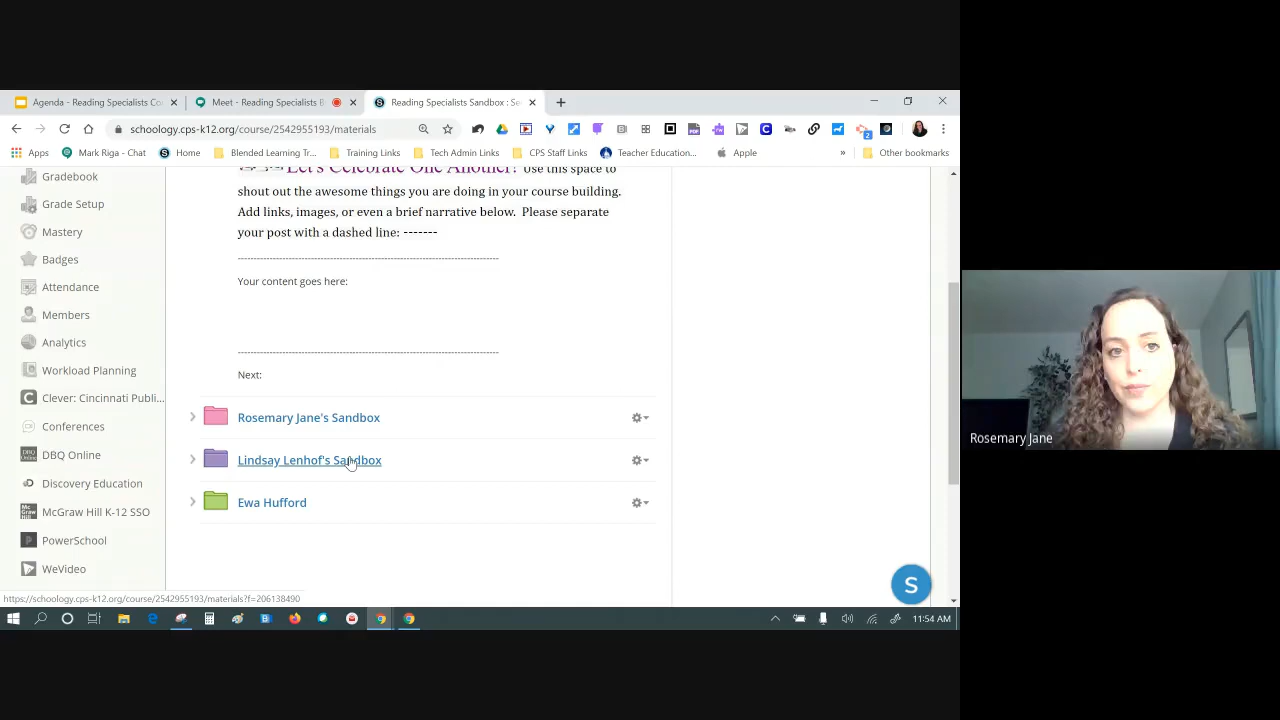 Agenda - Reading Specialists Co
Meet - Reading Specialists B
Reading Specialists Sandbox : Se
schoology.cps-k12.org/course/2542955193/materials
Apps
Mark Riga - Chat
Home
Blended Learning Tr...
Training Links
Tech Admin Links
CPS Staff Links
Teacher Education...
Apple
»
Other bookmarks
Gradebook
Grade Setup
Mastery
Badges
Attendance
Members
Analytics
Workload Planning
Clever: Cincinnati Publi...
Conferences
DBQ Online
Discovery Education
McGraw Hill K-12 SSO
PowerSchool
WeVideo
Let's Celebrate One Another! Use this space to
shout out the awesome things you are doing in your course building.
Add links, images, or even a brief narrative below. Please separate
your post with a dashed line: -------
Your content goes here:
Next:
Rosemary Jane's Sandbox
Lindsay Lenhof's Sandbox
Ewa Hufford
S
https://schoology.cps-k12.org/course/2542955193/materials?f=206138490
11:54 AM
Rosemary Jane